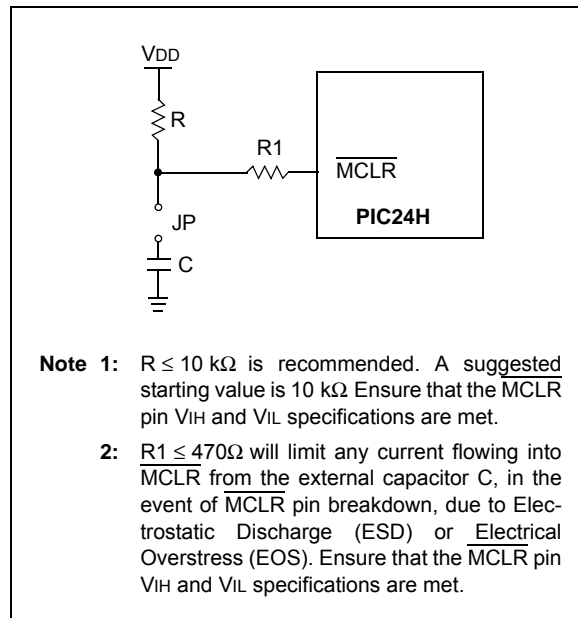 VDD
R
R1
MCLR
PIC24H
JP
C
Note 1: R ≤ 10 kΩ is recommended. A suggested
starting value is 10 kΩ Ensure that the MCLR
pin VIH and VIL specifications are met.
2: R1 ≤ 470Ω will limit any current flowing into
MCLR from the external capacitor C, in the
event of MCLR pin breakdown, due to Elec-
trostatic Discharge (ESD) or Electrical
Overstress (EOS). Ensure that the MCLR pin
VIH and VIL specifications are met.